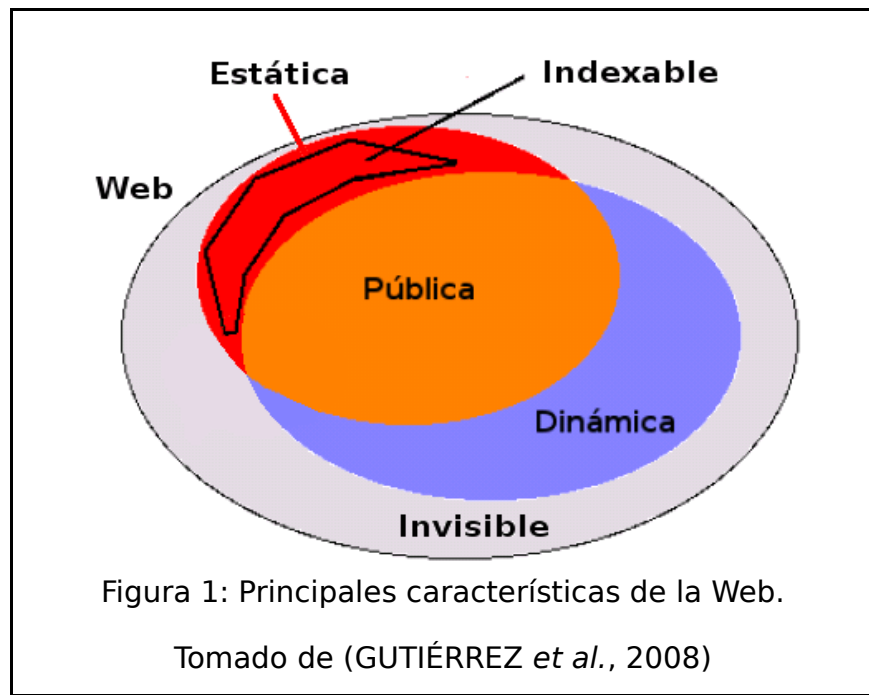 Estática
Indexable
Web
Pública
Dinámica
Invisible
Figura 1: Principales características de la Web.
Tomado de (GUTIÉRREZ et al., 2008)